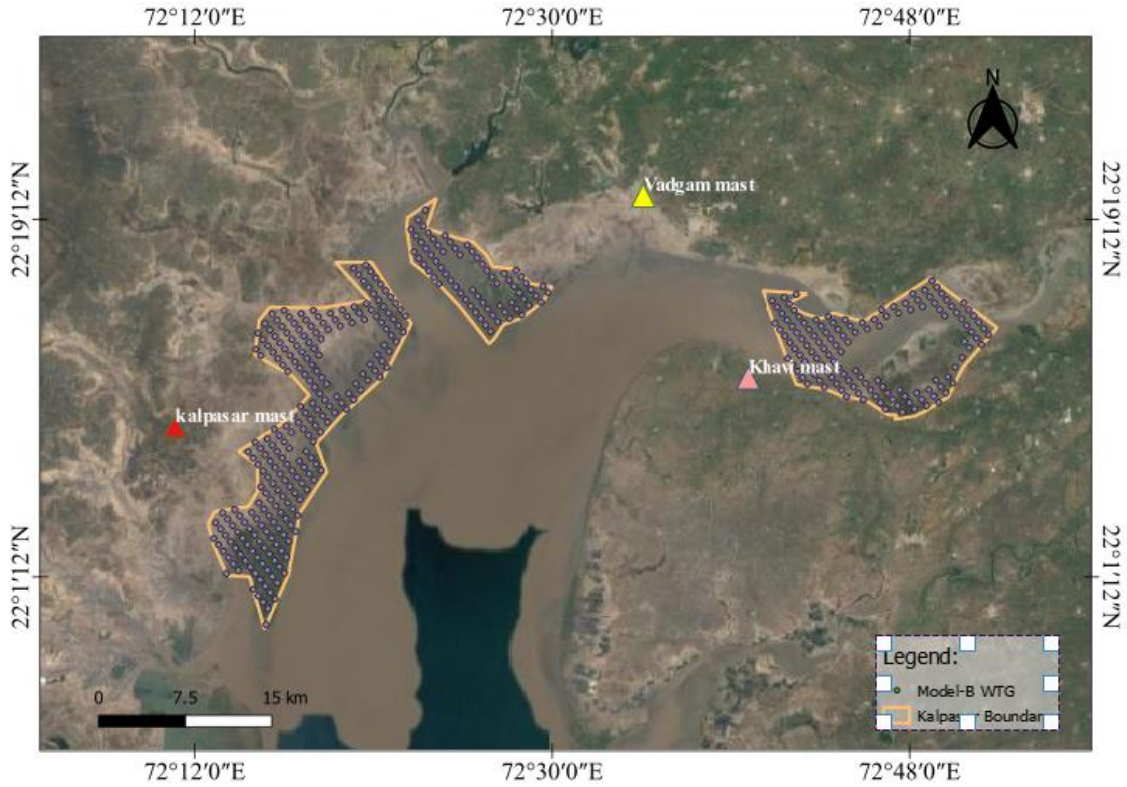 72°12′0″E
72°30′0″E
72°48′0″E
N
22°19′12″N
22°19′12″N
Vadgam mast
Khavi mast
kalpasar mast
22°1′12″N
22°1′12″N
Legend:
Model-B WTG
0
7.5
15 km
72°12′0″E
72°30′0″E
72°48′0″E